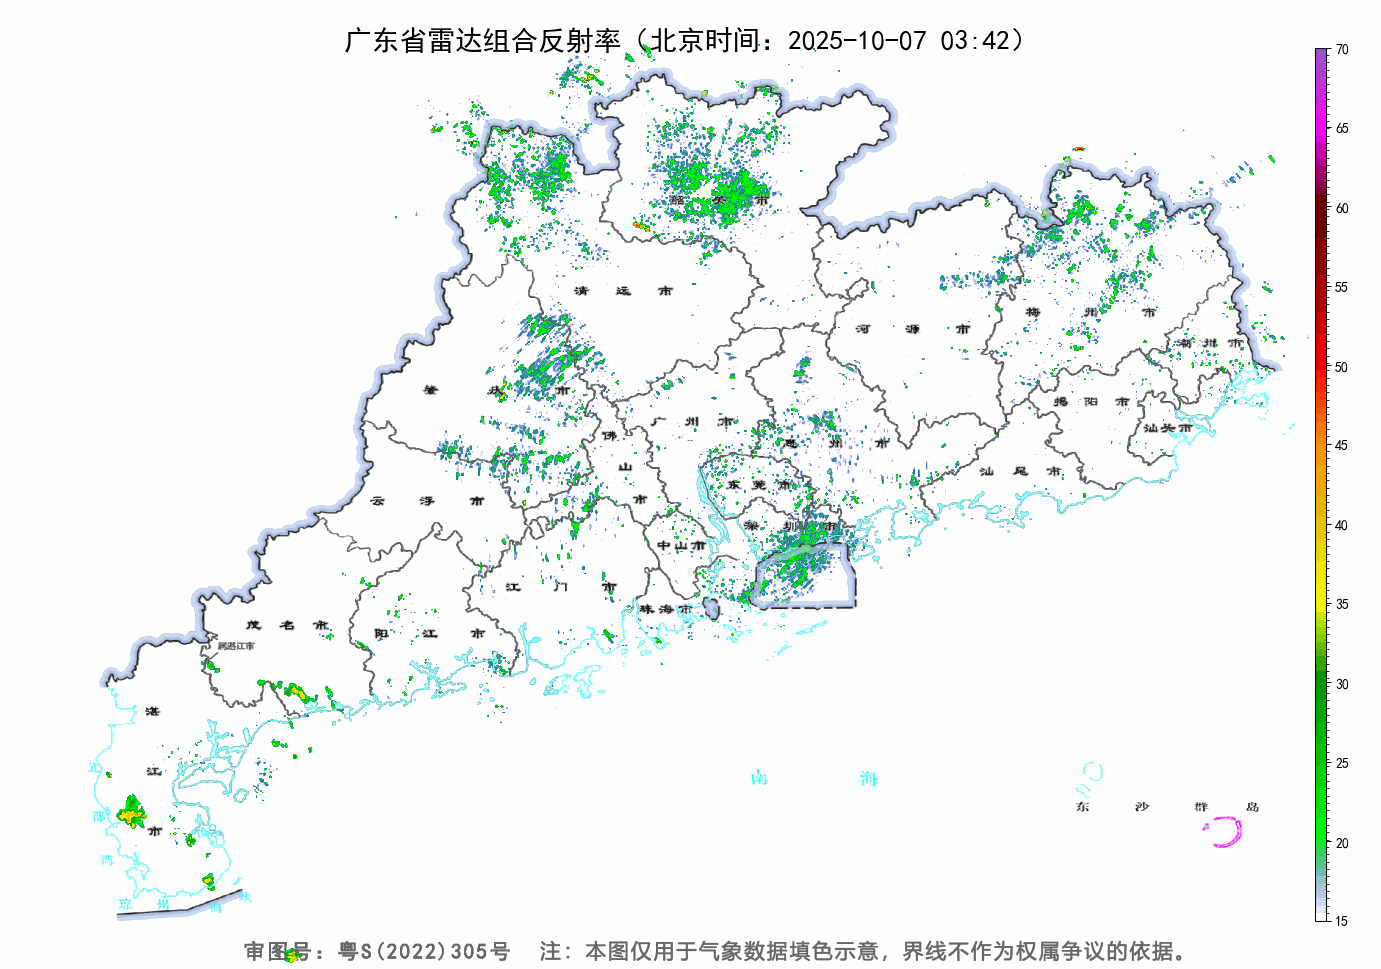 广东省雷达组合反射率（北京时间：2025-10-07 03:42）
70
65
60
55
50
45
40
35
30
25
20
15
韶关市
清远市
河源市
梅州市
潮州市
肇庆市
广州市
惠州市
揭阳市
汕头市
佛山市
东莞市
汕尾市
云浮市
深圳市
中山市
江门市
珠海市
茂名市
阳江市
属湛江市
湛江市
北部湾
琼州海峡
南海
东沙群岛
审图号：粤S(2022)305号 注：本图仅用于气象数据填色示意，界线不作为权属争议的依据。